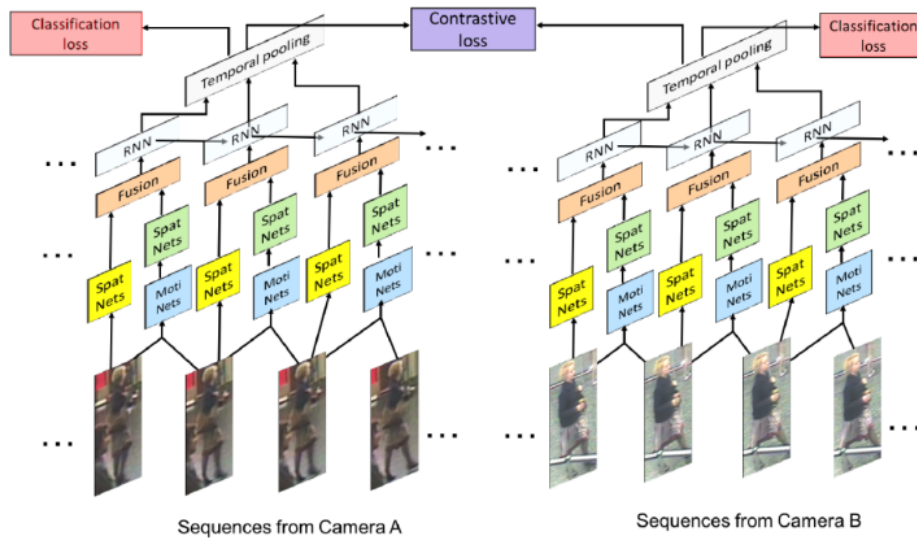 Classification
loss
Contrastive
loss
Classification
loss
Temporal pooling
Temporal pooling
RNN
RNN
RNN
RNN
RNN
RNN
...
...
...
...
Fusion
Fusion
Fusion
Fusion
Fusion
Fusion
Spat
Nets
Spat
Nets
Spat
Nets
Spat
Nets
Spat
Nets
Spat
Nets
...
...
...
...
Spat
Nets
Moti
Nets
Spat
Nets
Moti
Nets
Spat
Nets
Moti
Nets
Spat
Nets
Moti
Nets
Spat
Nets
Moti
Nets
Spat
Nets
Moti
Nets
...
...
...
...
Sequences from Camera A
Sequences from Camera B